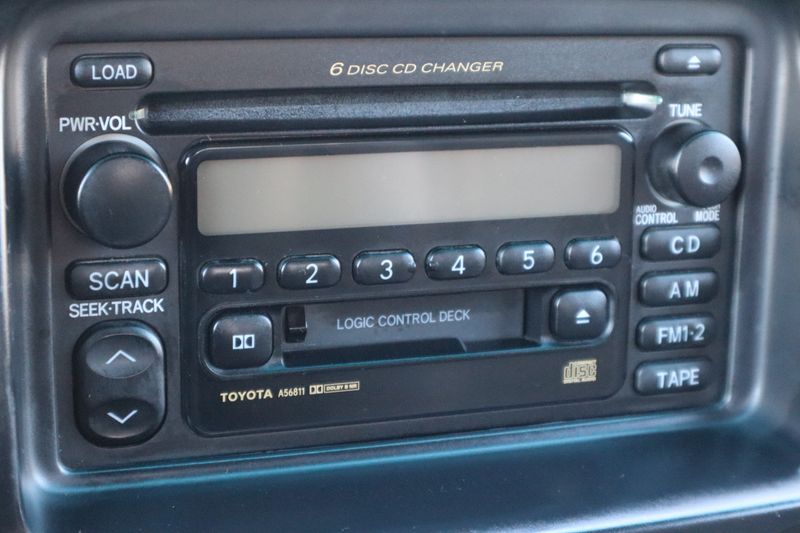 LOAD
6 DISC CD CHANGER
PWR·VOL
TUNE
AUDIO CONTROL
MODE
SCAN
1 2 3 4 5 6
CD
SEEK·TRACK
AM
LOGIC CONTROL DECK
FM1·2
TOYOTA A56811 DOLBY B NR
disc
TAPE